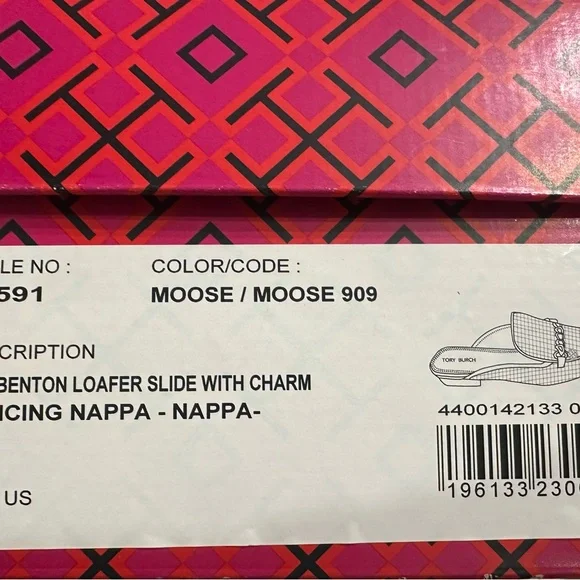 LE NO :
COLOR/CODE :
591
MOOSE / MOOSE 909
CRIPTION
BENTON LOAFER SLIDE WITH CHARM
ICING NAPPA - NAPPA-
TORY BURCH
4400142133 0
196133 2300
US